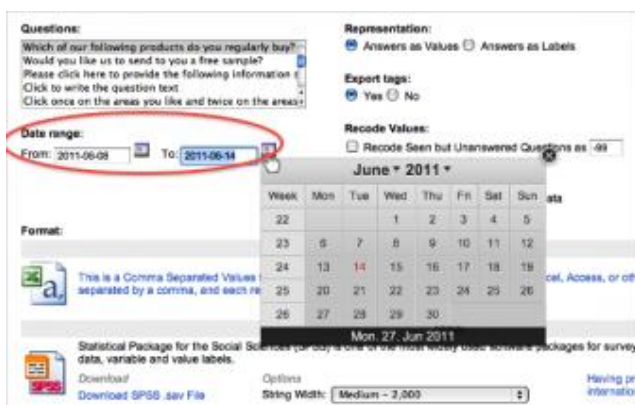 Questions:
Which of our following products do you regularly buy?
Would you like us to send to you a free sample?
Please click here to provide the following information
Click to write the question text
Click once on the areas you like and twice on the areas
Representation:
Answers as Values Answers as Labels
Export tags:
Yes No
Date range:
From: 2011-06-08 To: 2011-06-14
Recode Values:
Recode Seen but Unanswered Questions as -99
June 2011
Week Mon Tue Wed Thu Fri Sat Sun
22 1 2 3 4 5
23 6 7 8 9 10 11 12
24 13 14 15 16 17 18 19
25 20 21 22 23 24 25 26
26 27 28 29 30
Mon, 27. Jun 2011
ata
Format:
a,
This is a Comma Separated Values
separated by a comma, and each re
cel, Access, or oth
Statistical Package for the Social Sciences (SPSS) is one of the most widely used software packages for survey
data, variable and value labels.
SPSS
Download
Download SPSS .sav File
Options
String Width: Medium – 2,000
Having pr
internation